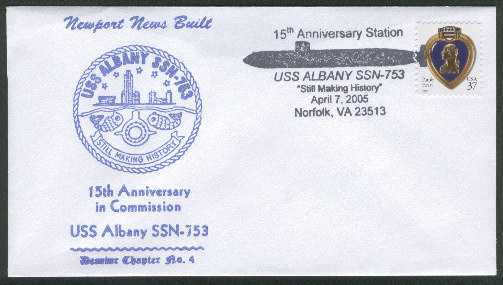 Newport News Built
USS ALBANY SSN-753
STILL MAKING HISTORY
15th Anniversary
in Commission
USS Albany SSN-753
Decatur Chapter No. 4
15th Anniversary Station
USS ALBANY SSN-753
"Still Making History"
April 7, 2005
Norfolk, VA 23513
USA
37